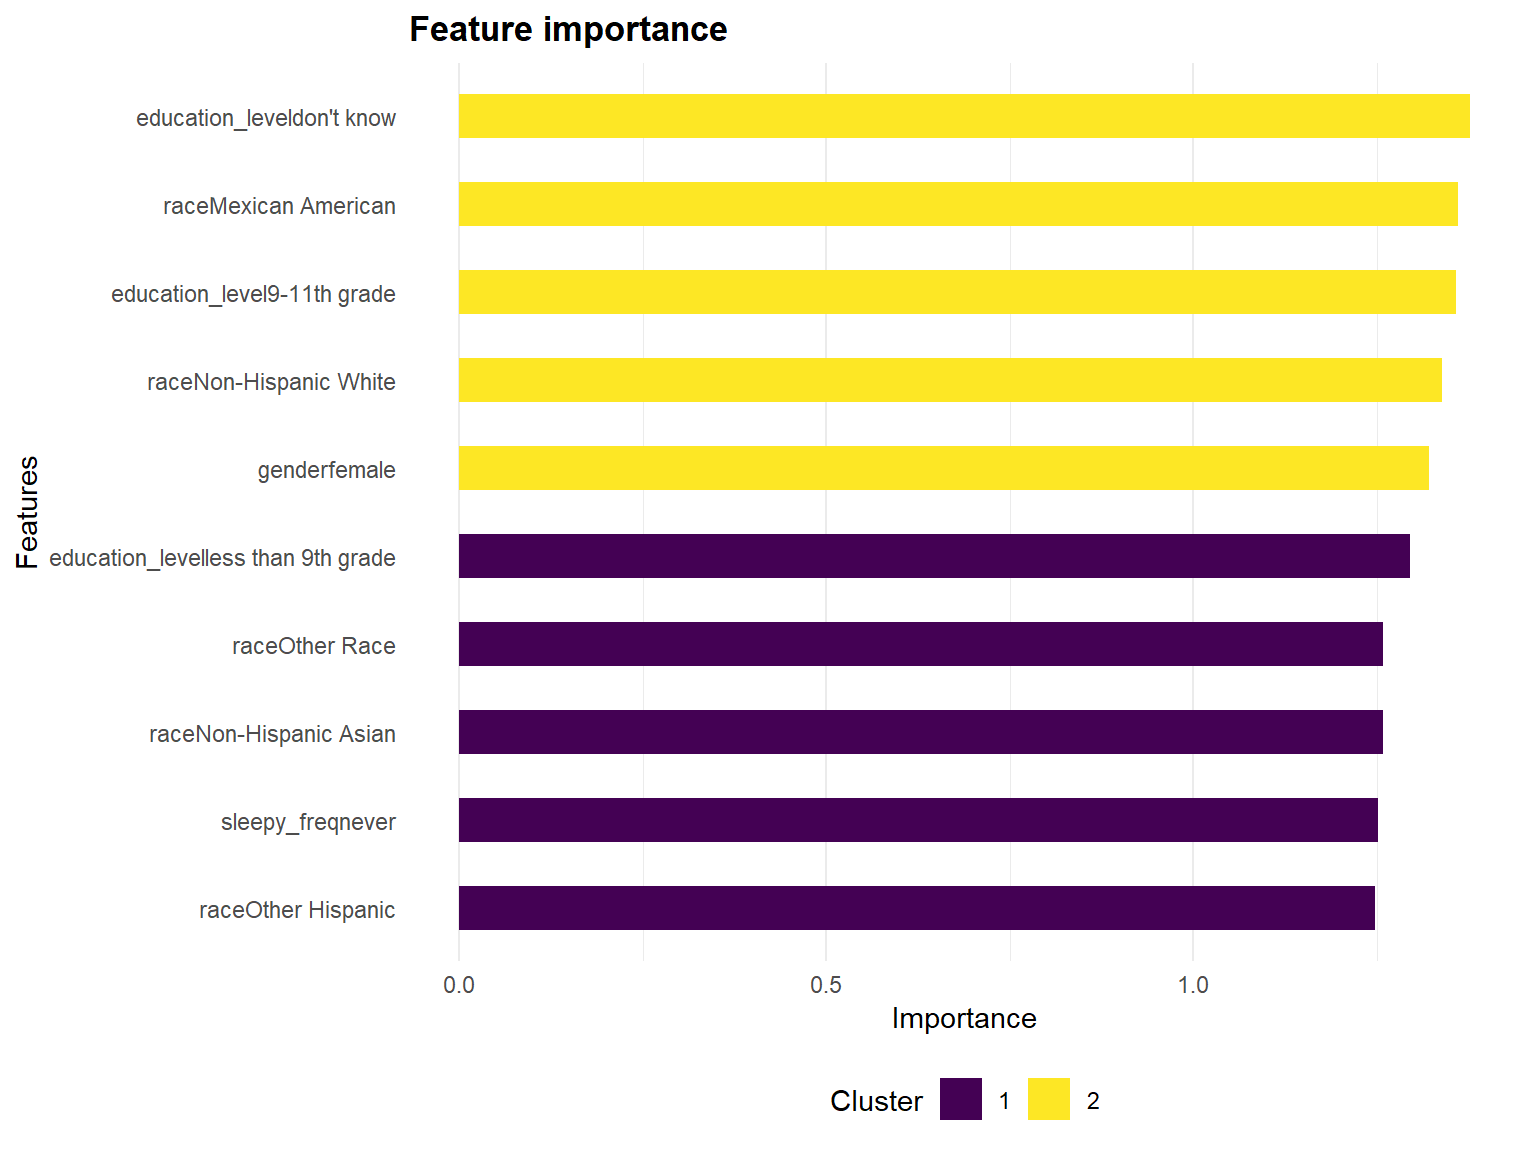 Feature importance
education_leveldon't know
raceMexican American
education_level9-11th grade
raceNon-Hispanic White
genderfemale
education_levelless than 9th grade
raceOther Race
raceNon-Hispanic Asian
sleepy_freqnever
raceOther Hispanic
Features
0.0 0.5 1.0
Importance
Cluster 1 2